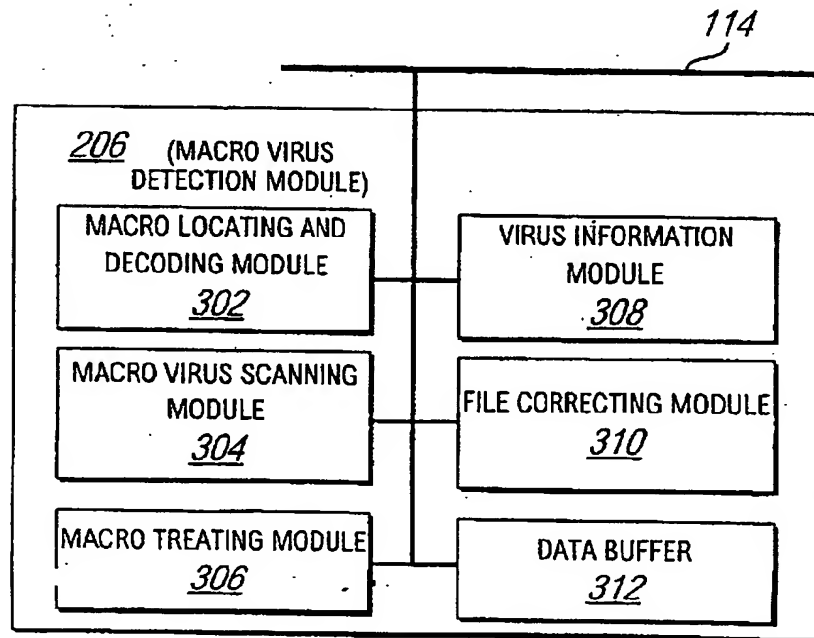 114
206 (MACRO VIRUS
DETECTION MODULE)
MACRO LOCATING AND
DECODING MODULE
302
VIRUS INFORMATION
MODULE
308
MACRO VIRUS SCANNING
MODULE
304
FILE CORRECTING MODULE
310
MACRO TREATING MODULE
306
DATA BUFFER
312